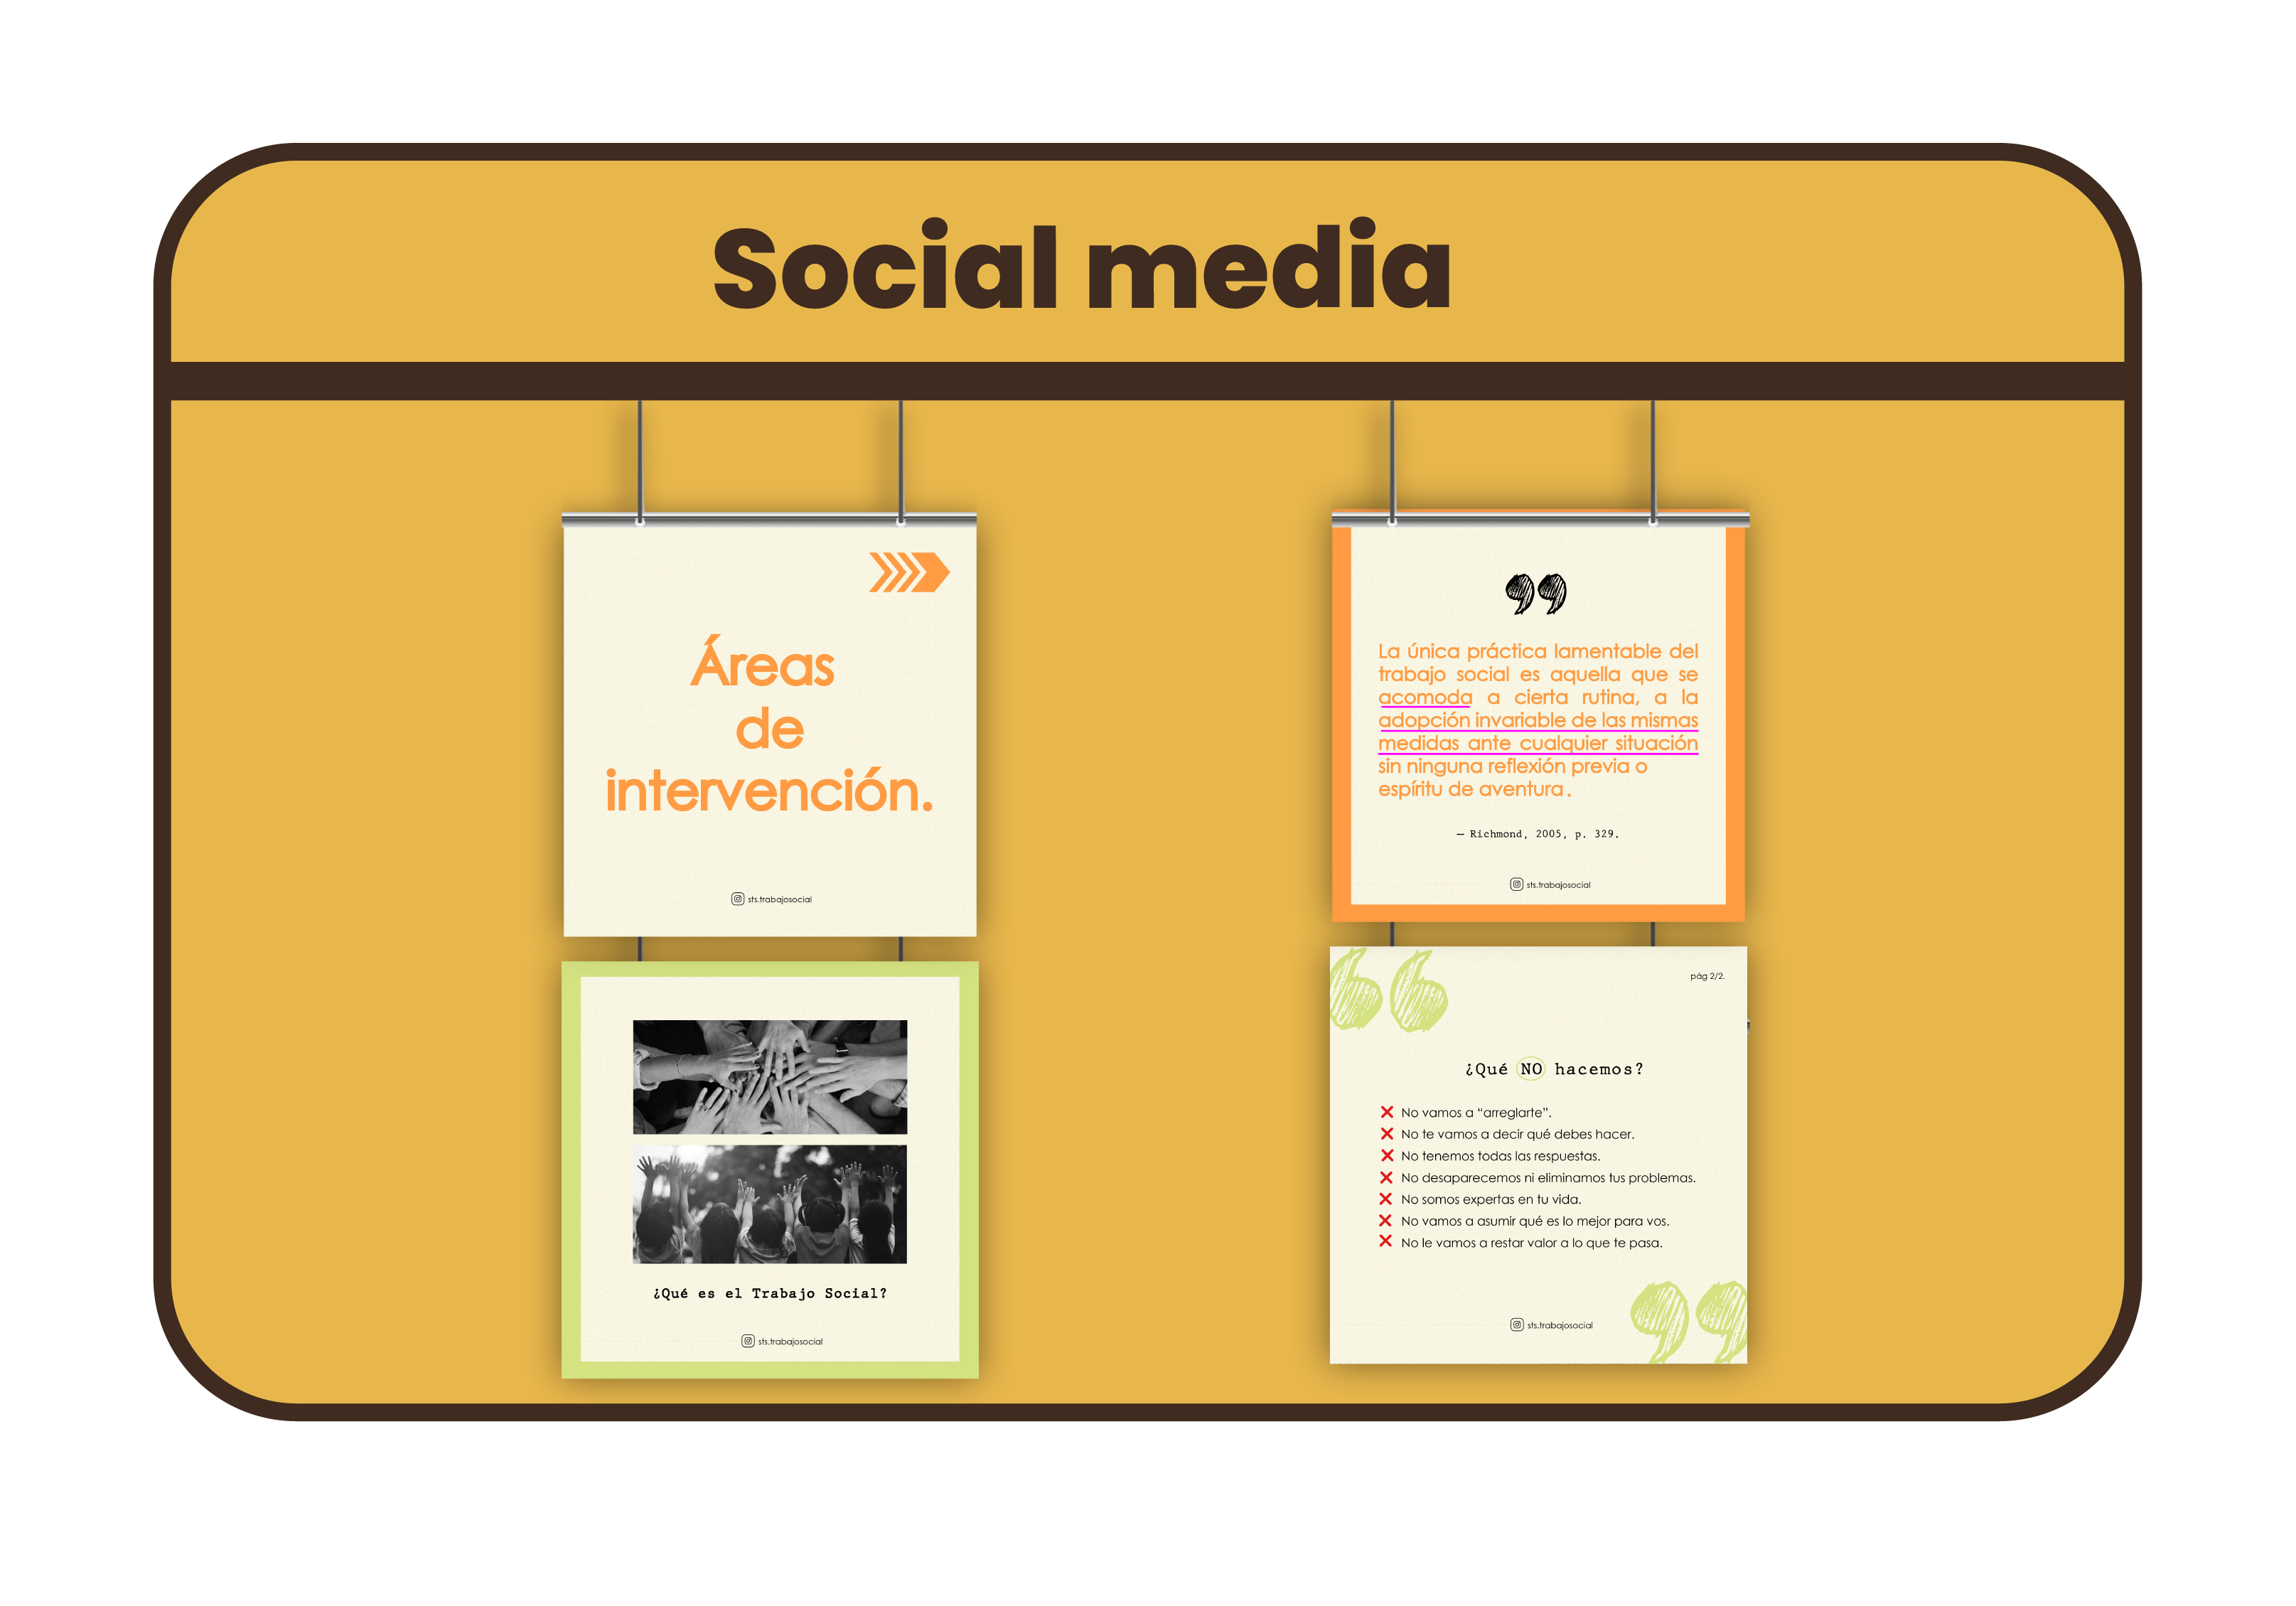 Social media
Áreas
de
intervención.
sts.trabajosocial
¿Qué es el Trabajo Social?
sts.trabajosocial
La única práctica lamentable del
trabajo social es aquella que se
acomoda a cierta rutina, a la
adopción invariable de las mismas
medidas ante cualquier situación
sin ninguna reflexión previa o
espíritu de aventura.
— Richmond, 2005, p. 329.
sts.trabajosocial
pág 2/2.
¿Qué NO hacemos?
No vamos a “arreglarte”.
No te vamos a decir qué debes hacer.
No tenemos todas las respuestas.
No desaparecemos ni eliminamos tus problemas.
No somos expertas en tu vida.
No vamos a asumir qué es lo mejor para vos.
No le vamos a restar valor a lo que te pasa.
sts.trabajosocial